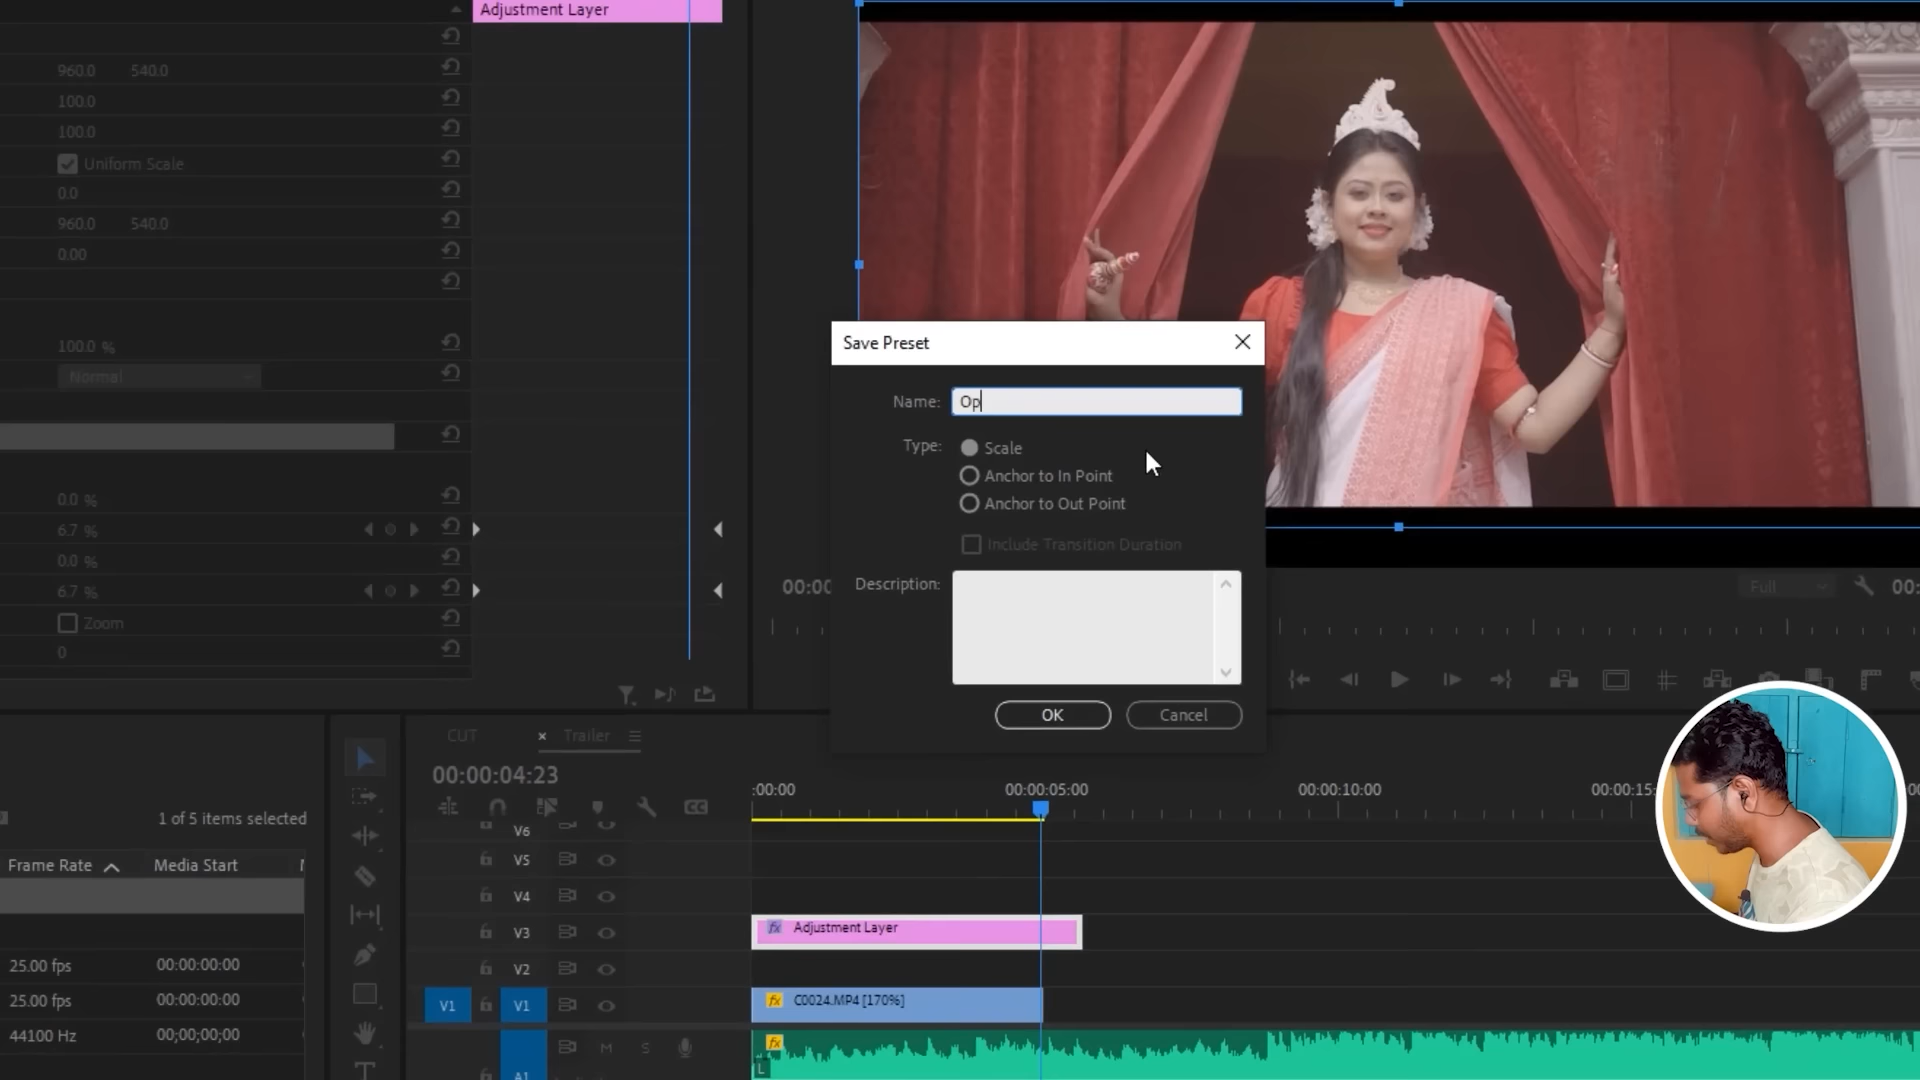 Adjustment Layer
960.0 540.0
100.0
100.0
Uniform Scale
0.0
960.0 540.0
0.00
100.0 %
Normal
0.0 %
6.7 %
0.0 %
6.7 %
Zoom
0
Save Preset
Name: Op
Type: Scale
Anchor to In Point
Anchor to Out Point
Include Transition Duration
Description:
OK Cancel
00:00
Full
00:
1 of 5 items selected
Frame Rate Media Start
25.00 fps 00:00:00:00
25.00 fps 00:00:00:00
44100 Hz 00;00;00;00
CUT × Trailer
00:00:04:23
:00:00 00:00:05:00 00:00:10:00 00:00:15:
CC
V6
V5
V4
V3 fx Adjustment Layer
V2
V1 V1 fx C0024.MP4 [170%]
fx
M S
L
A1
T